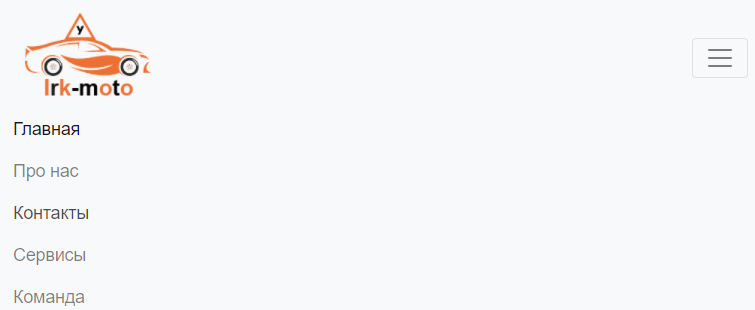 У
Irk-moto
Главная
Про нас
Контакты
Сервисы
Команда